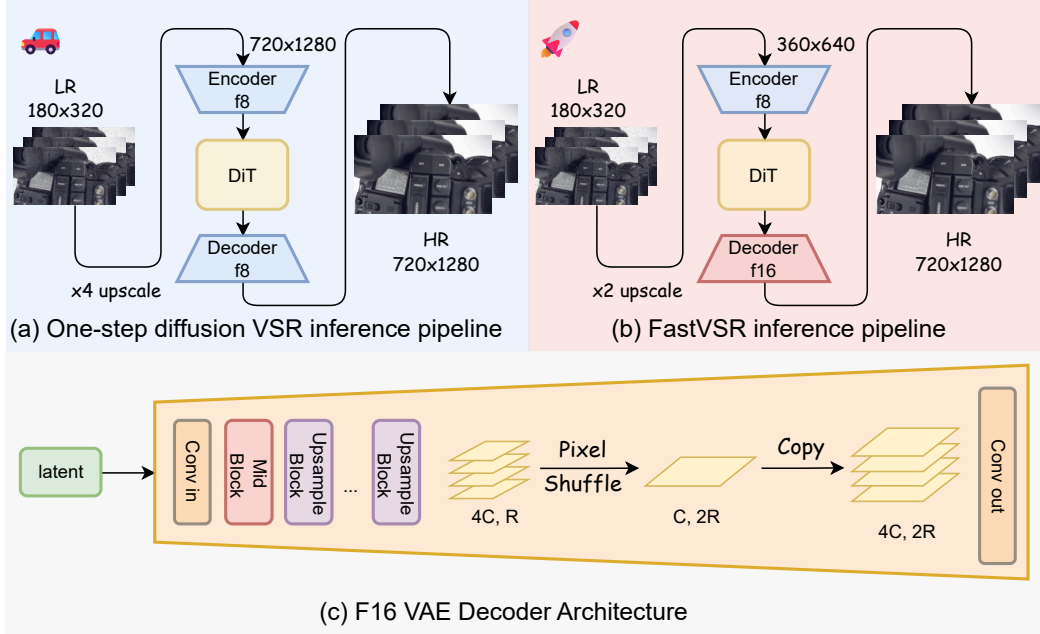 LR
180x320
720x1280
Encoder
f8
DiT
Decoder
f8
x4 upscale
HR
720x1280
(a) One-step diffusion VSR inference pipeline
LR
180x320
360x640
Encoder
f8
DiT
Decoder
f16
x2 upscale
HR
720x1280
(b) FastVSR inference pipeline
latent
Conv in
Mid
Block
Upsample
Block
...
Upsample
Block
4C, R
Pixel
Shuffle
C, 2R
Copy
4C, 2R
Conv out
(c) F16 VAE Decoder Architecture